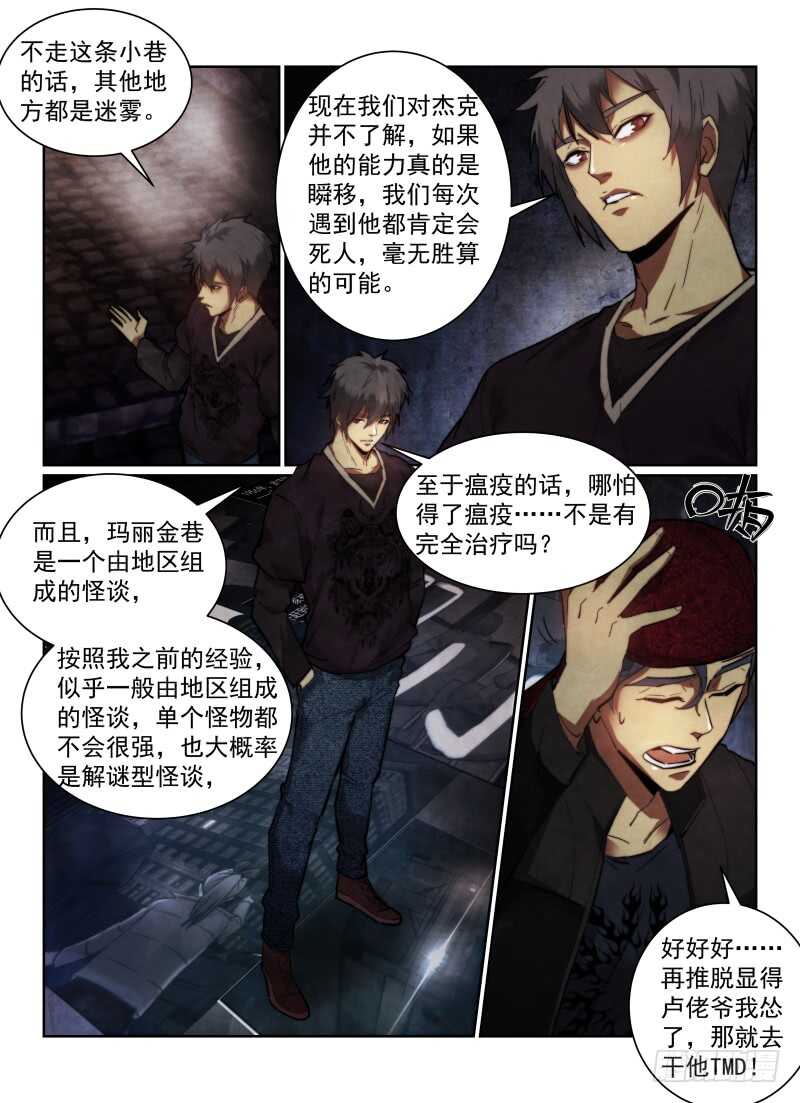 不走这条小巷
的话，其他地
方都是迷雾。
现在我们对杰克
并不了解，如果
他的能力真的是
瞬移，我们每次
遇到他都肯定会
死人，毫无胜算
的可能。
而且，玛丽金巷
是一个由地区组
成的怪谈，
按照我之前的经验，
似乎一般由地区组成
的怪谈，单个怪物都
不会很强，也大概率
是解谜型怪谈，
至于瘟疫的话，哪怕
得了瘟疫……不是有
完全治疗吗？
好好好……
再推脱显得
卢佬爷我怂
了，那就去
干他TMD！